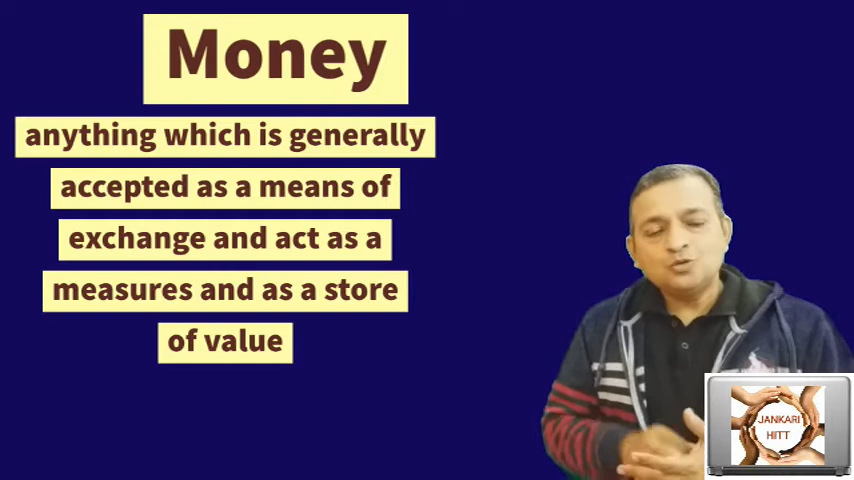 Money
anything which is generally
accepted as a means of
exchange and act as a
measures and as a store
of value
JANKARI
HITT